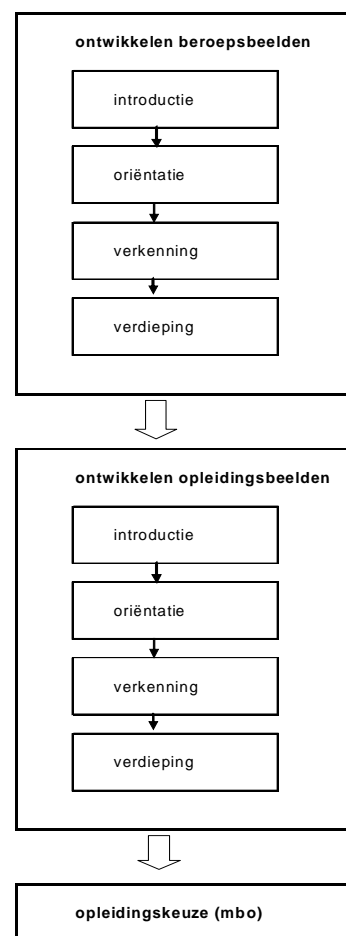 ontwikkelen beroepsbeelden
introductie
oriëntatie
verkenning
verdieping
ontwikkelen opleidingsbeelden
introductie
oriëntatie
verkenning
verdieping
opleidingskeuze (mbo)